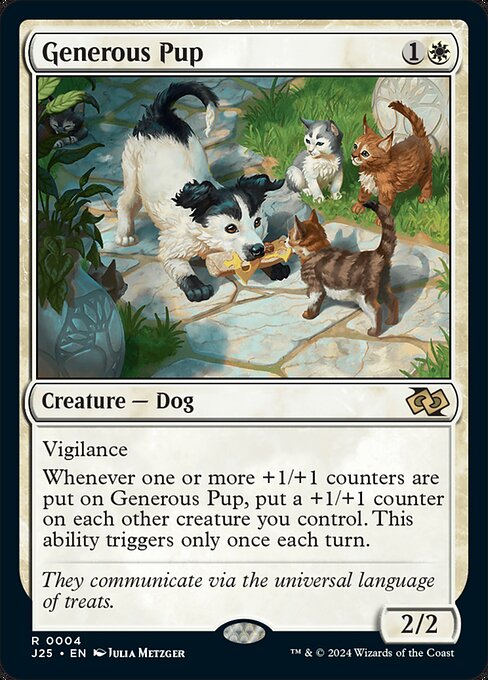 Generous Pup 1
Creature — Dog
Vigilance
Whenever one or more +1/+1 counters are
put on Generous Pup, put a +1/+1 counter
on each other creature you control. This
ability triggers only once each turn.
They communicate via the universal language
of treats.
2/2
R 0004
J25 • EN Julia Metzger
™ & © 2024 Wizards of the Coast